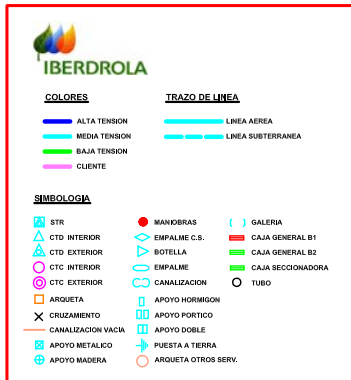 IBERDROLA
COLORES
ALTA TENSION
MEDIA TENSION
BAJA TENSION
CLIENTE
TRAZO DE LINEA
LINEA AEREA
LINEA SUBTERRANEA
SIMBOLOGIA
STR
CTD INTERIOR
CTD EXTERIOR
CTC INTERIOR
CTC EXTERIOR
ARQUETA
CRUZAMIENTO
CANALIZACION VACIA
APOYO METALICO
APOYO MADERA
MANIOBRAS
EMPALME C.S.
BOTELLA
EMPALME
CANALIZACION
APOYO HORMIGON
APOYO PORTICO
APOYO DOBLE
PUESTA A TIERRA
ARQUETA OTROS SERV.
GALERIA
CAJA GENERAL B1
CAJA GENERAL B2
CAJA SECCIONADORA
TUBO